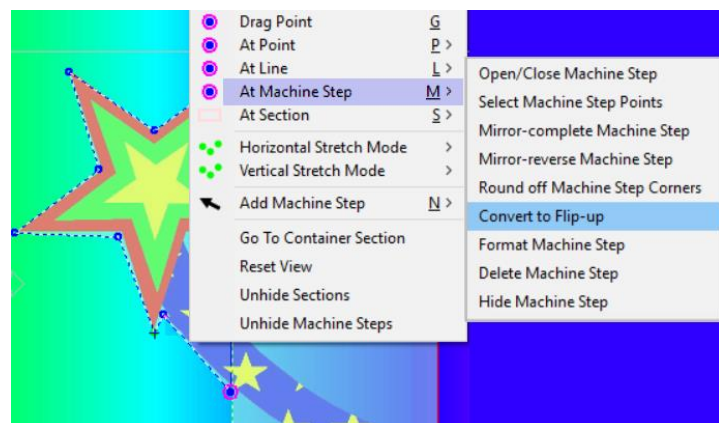 Drag Point G
At Point P >
At Line L >
At Machine Step M >
At Section S >
Horizontal Stretch Mode >
Vertical Stretch Mode >
Add Machine Step N >
Go To Container Section
Reset View
Unhide Sections
Unhide Machine Steps
Open/Close Machine Step
Select Machine Step Points
Mirror-complete Machine Step
Mirror-reverse Machine Step
Round off Machine Step Corners
Convert to Flip-up
Format Machine Step
Delete Machine Step
Hide Machine Step